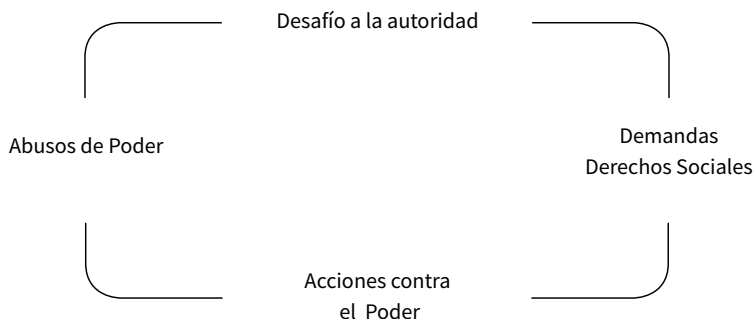 Desafío a la autoridad
Abusos de Poder
Demandas
Derechos Sociales
Acciones contra
el Poder